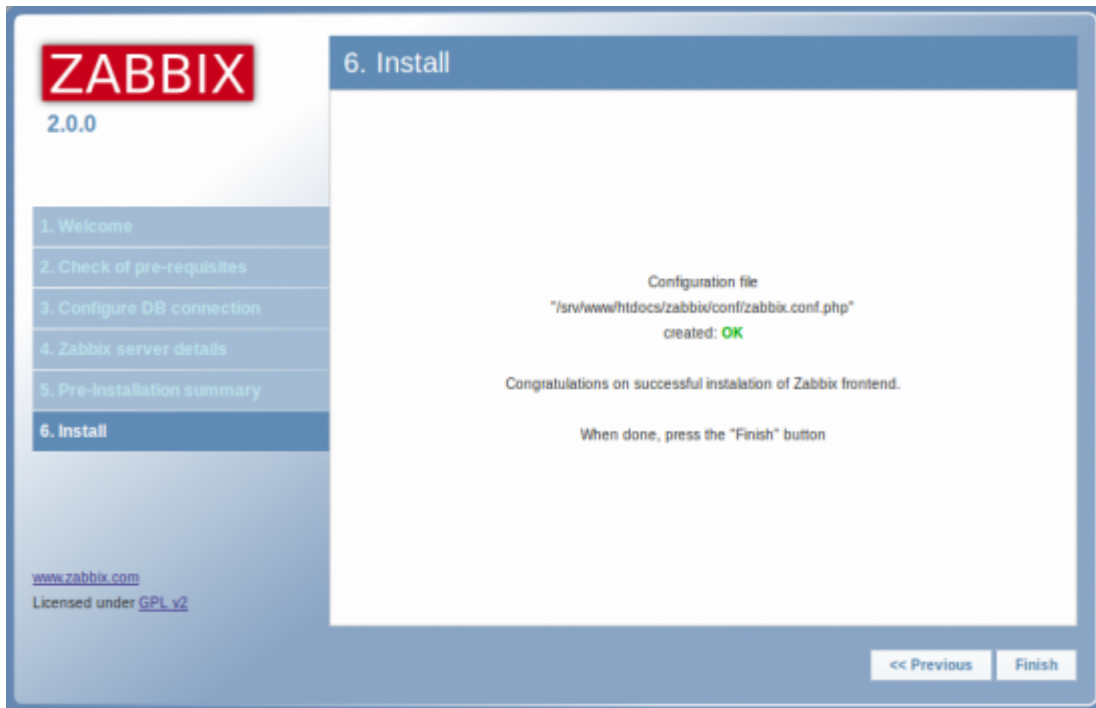 ZABBIX
2.0.0
1. Welcome
2. Check of pre-requisites
3. Configure DB connection
4. Zabbix server details
5. Pre-Installation summary
6. Install
www.zabbix.com
Licensed under GPL v2
6. Install
Configuration file
"/srv/www/htdocs/zabbix/conf/zabbix.conf.php"
created: OK
Congratulations on successful instalation of Zabbix frontend.
When done, press the "Finish" button
<< Previous
Finish